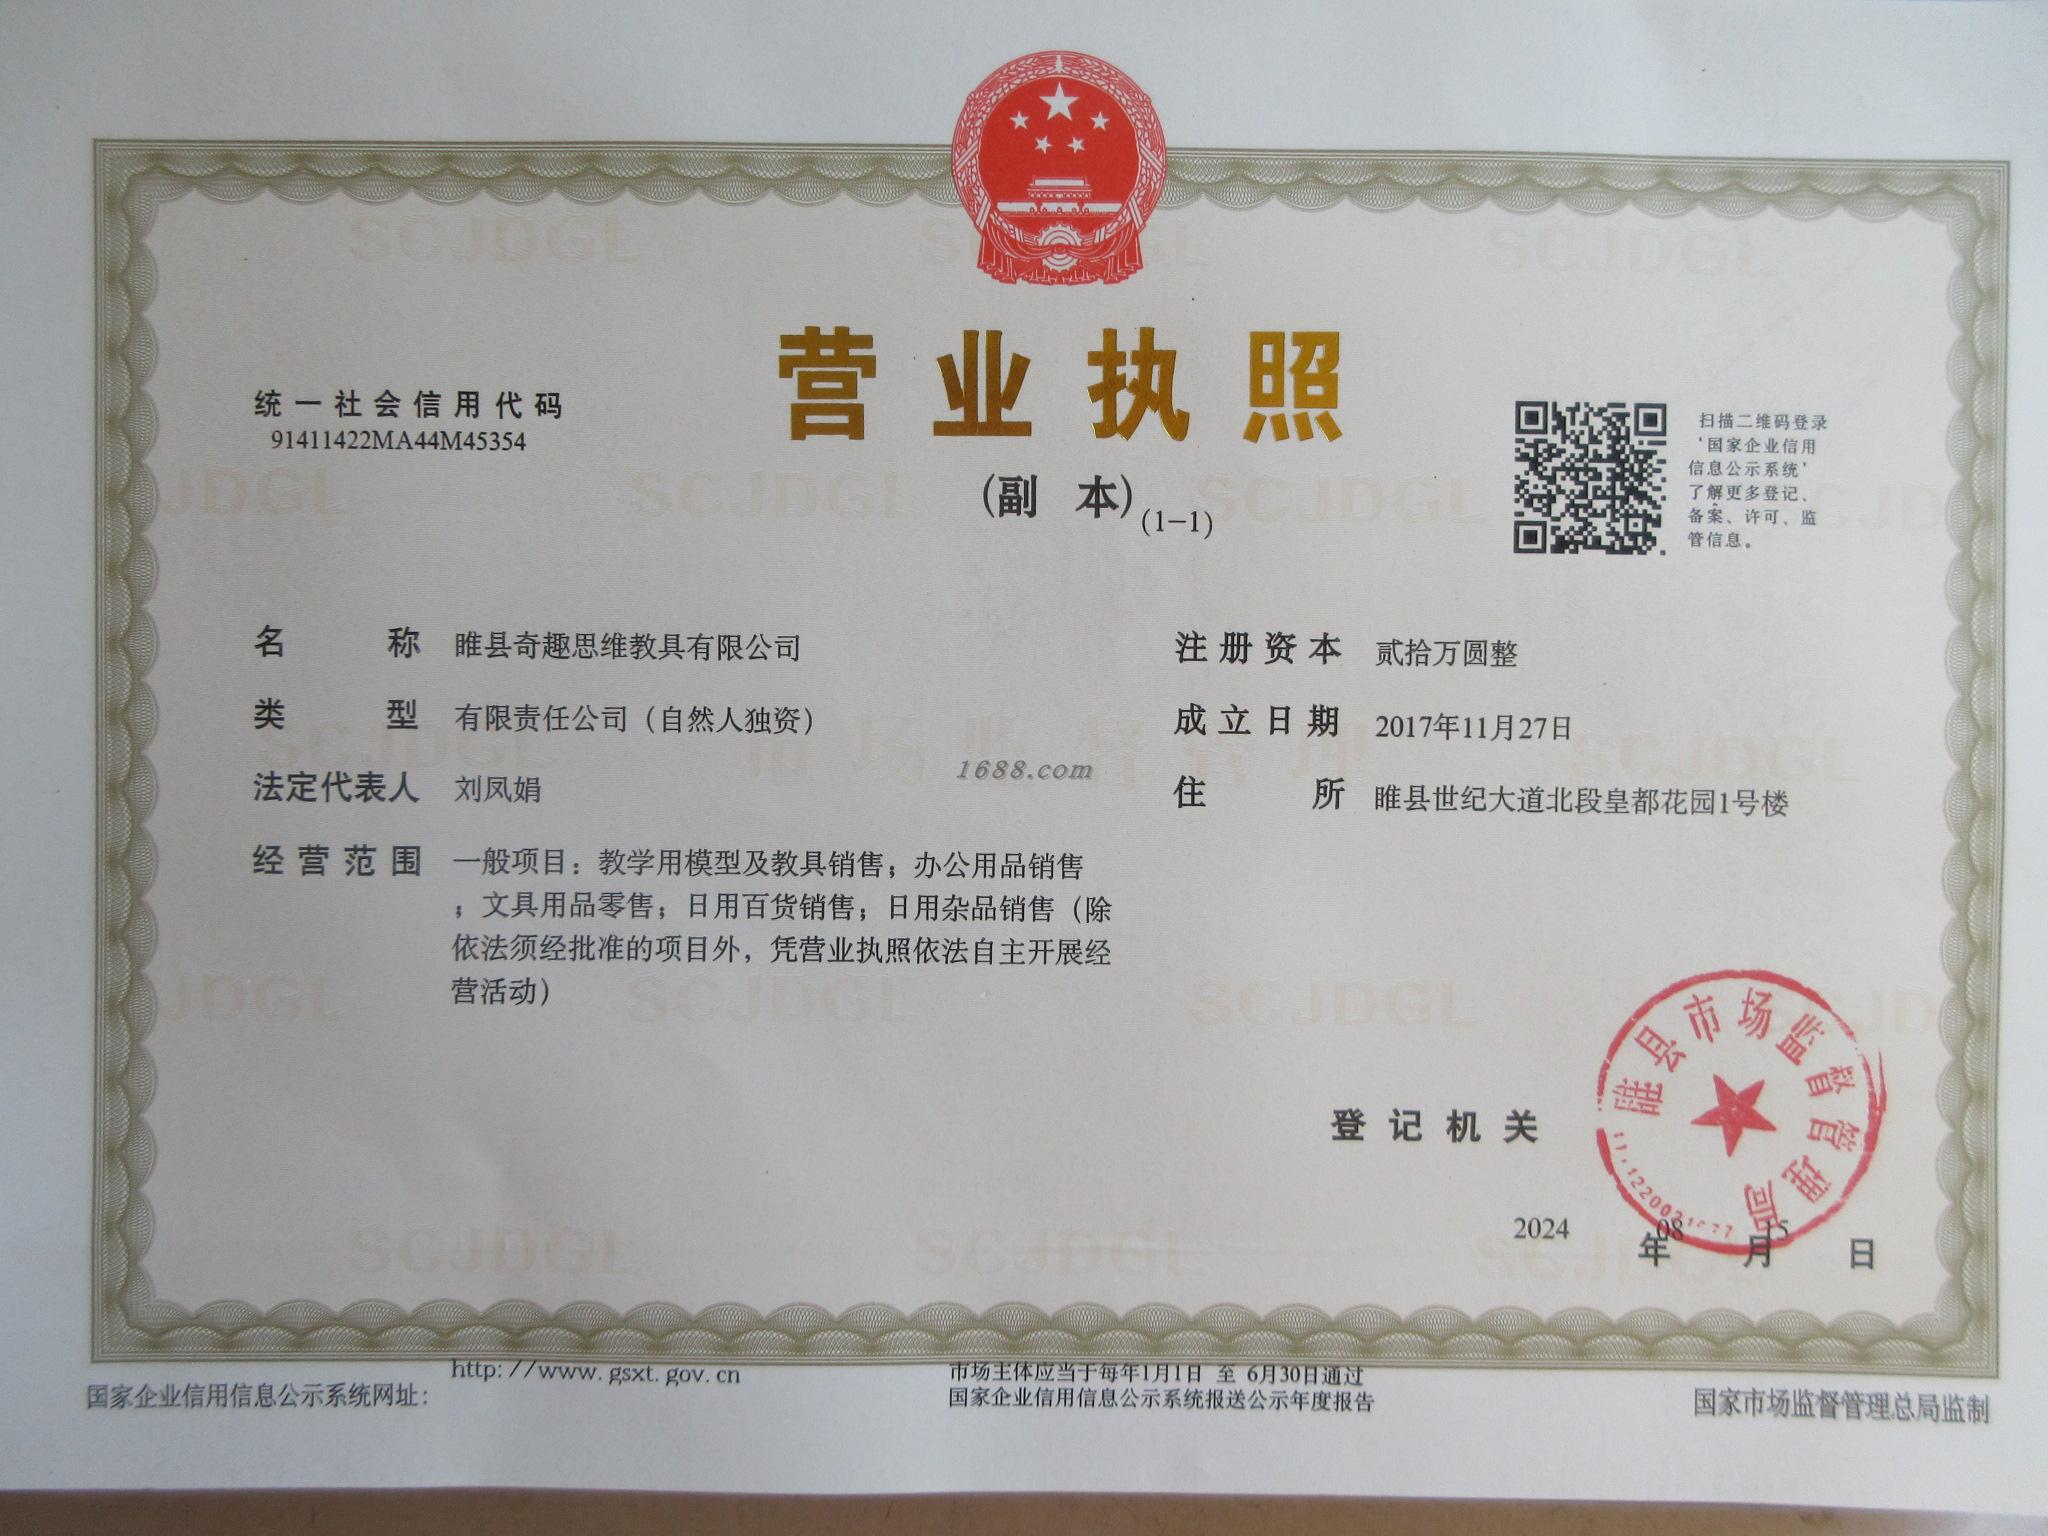 营业执照
(副 本)(1-1)
统一社会信用代码
91411422MA44M45354
扫描二维码登录
‘国家企业信用
信息公示系统’
了解更多登记、
备案、许可、监
管信息。
名 称 睢县奇趣思维教具有限公司
类 型 有限责任公司（自然人独资）
法定代表人 刘凤娟
经营范围 一般项目：教学用模型及教具销售；办公用品销售
；文具用品零售；日用百货销售；日用杂品销售（除
依法须经批准的项目外，凭营业执照依法自主开展经
营活动）
注册资本 贰拾万圆整
成立日期 2017年11月27日
住 所 睢县世纪大道北段皇都花园1号楼
1688.com
登记机关
睢县市场监督管理局
2024 年 08 月 15 日
http://www.gsxt.gov.cn
国家企业信用信息公示系统网址：
市场主体应当于每年1月1日 至 6月30日通过
国家企业信用信息公示系统报送公示年度报告
国家市场监督管理总局监制
SCJDGL
市场监督管理